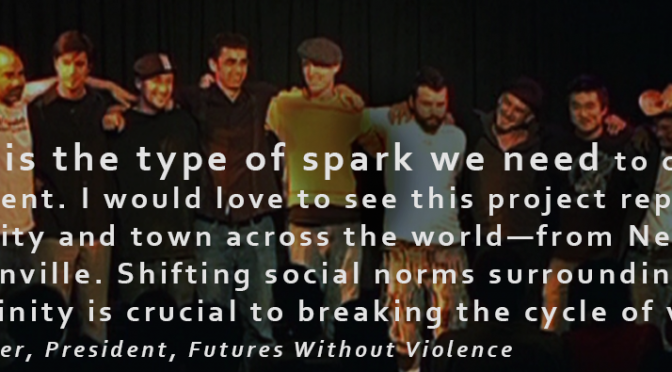 is the type of spark we need to c
ent. I would love to see this project rep
ity and town across the world—from Ne
nville. Shifting social norms surroundin
inity is crucial to breaking the cycle of v
er, President, Futures Without Violence